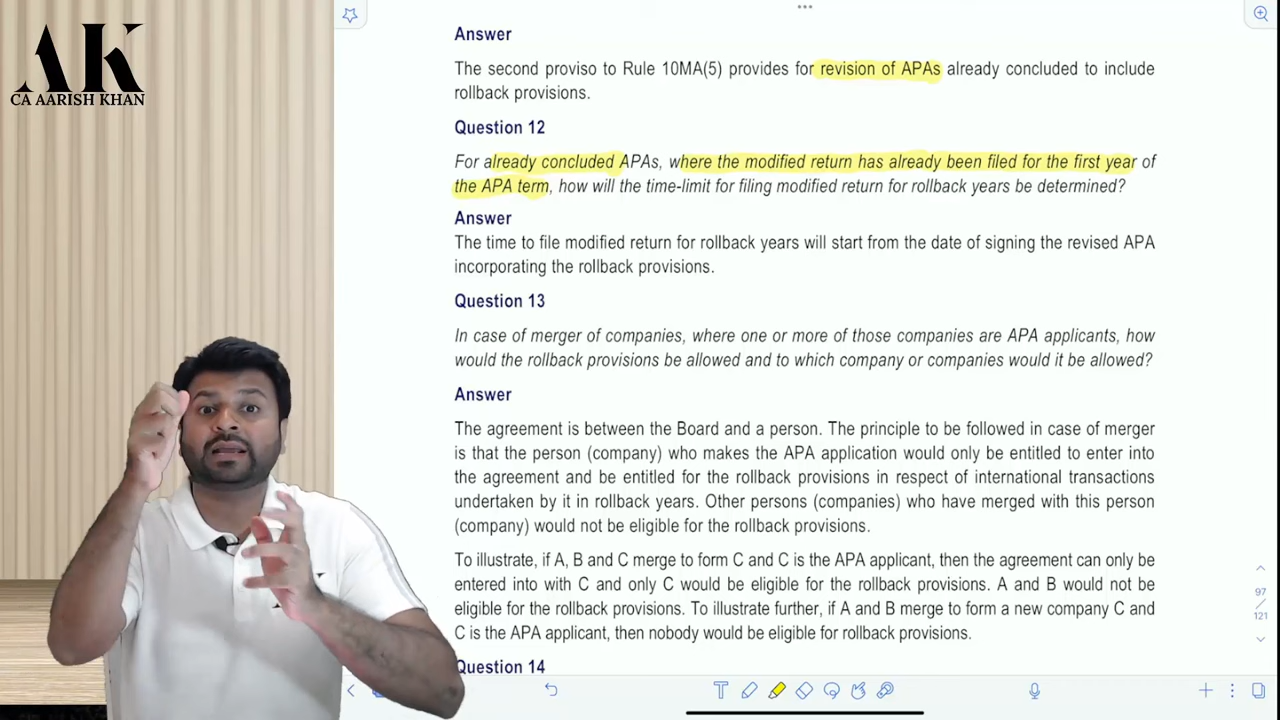 AK
CA AARISH KHAN
Answer
The second proviso to Rule 10MA(5) provides for revision of APAs already concluded to include
rollback provisions.
Question 12
For already concluded APAs, where the modified return has already been filed for the first year of
the APA term, how will the time-limit for filing modified return for rollback years be determined?
Answer
The time to file modified return for rollback years will start from the date of signing the revised APA
incorporating the rollback provisions.
Question 13
In case of merger of companies, where one or more of those companies are APA applicants, how
would the rollback provisions be allowed and to which company or companies would it be allowed?
Answer
The agreement is between the Board and a person. The principle to be followed in case of merger
is that the person (company) who makes the APA application would only be entitled to enter into
the agreement and be entitled for the rollback provisions in respect of international transactions
undertaken by it in rollback years. Other persons (companies) who have merged with this person
(company) would not be eligible for the rollback provisions.
To illustrate, if A, B and C merge to form C and C is the APA applicant, then the agreement can only be
entered into with C and only C would be eligible for the rollback provisions. A and B would not be
eligible for the rollback provisions. To illustrate further, if A and B merge to form a new company C and
C is the APA applicant, then nobody would be eligible for rollback provisions.
Question 14
97
121